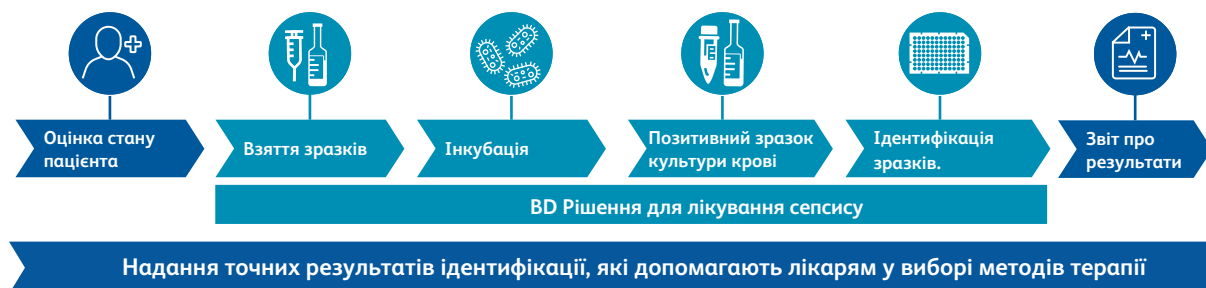 Оцінка стану
пацієнта
Взяття зразків
Інкубація
Позитивний зразок
культури крові
Ідентифікація
зразків.
Звіт про
результати
BD Рішення для лікування сепсису
Надання точних результатів ідентифікації, які допомагають лікарям у виборі методів терапії